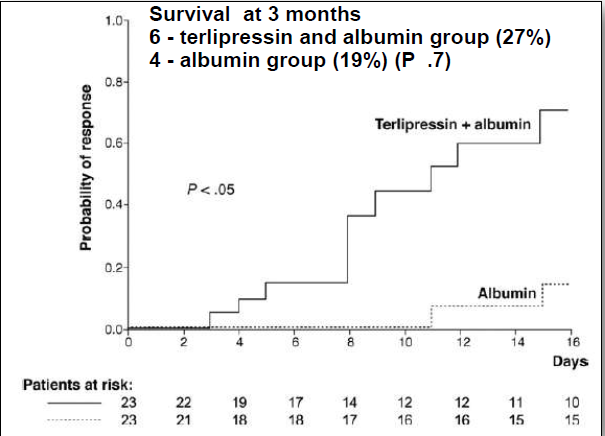 Survival at 3 months
6 - terlipressin and albumin group (27%)
4 - albumin group (19%) (P .7)
Probability of response
1.0
0.8
0.6
0.4
0.2
0.0
Terlipressin + albumin
P < .05
Albumin
0 2 4 6 8 10 12 14 16
Days
Patients at risk:
23 22 19 17 14 12 12 11 10
23 21 18 18 17 16 16 15 15